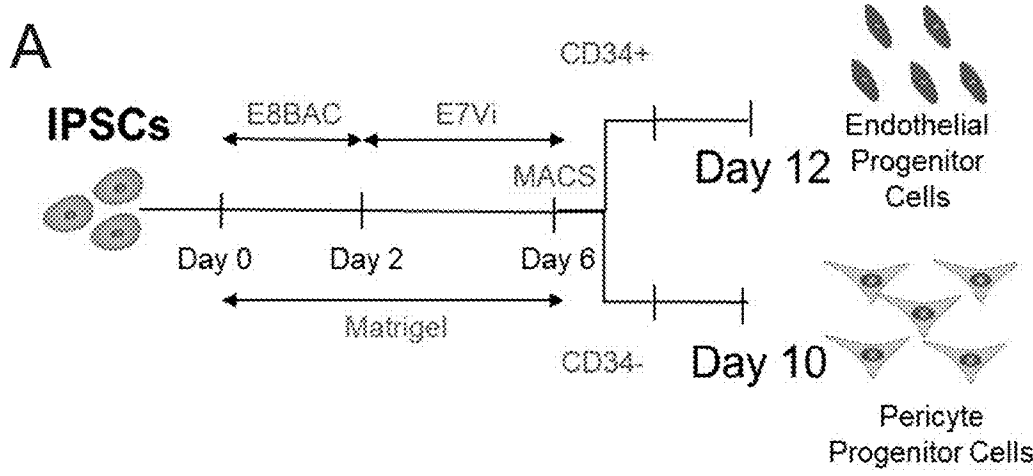 A
IPSCs
E8BAC
E7Vi
CD34+
MACS
Day 0
Day 2
Day 6
Matrigel
CD34-
Day 12
Endothelial
Progenitor
Cells
Day 10
Pericyte
Progenitor Cells